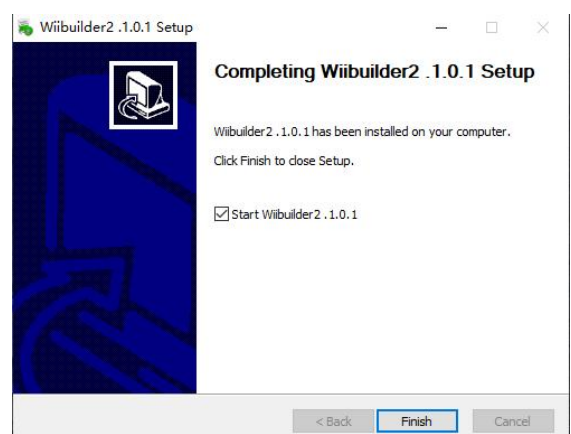 Wiibuilder2 .1.0.1 Setup
Completing Wiibuilder2 .1.0.1 Setup
Wiibuilder2 .1.0.1 has been installed on your computer.
Click Finish to close Setup.
Start Wiibuilder2 .1.0.1
< Back Finish Cancel